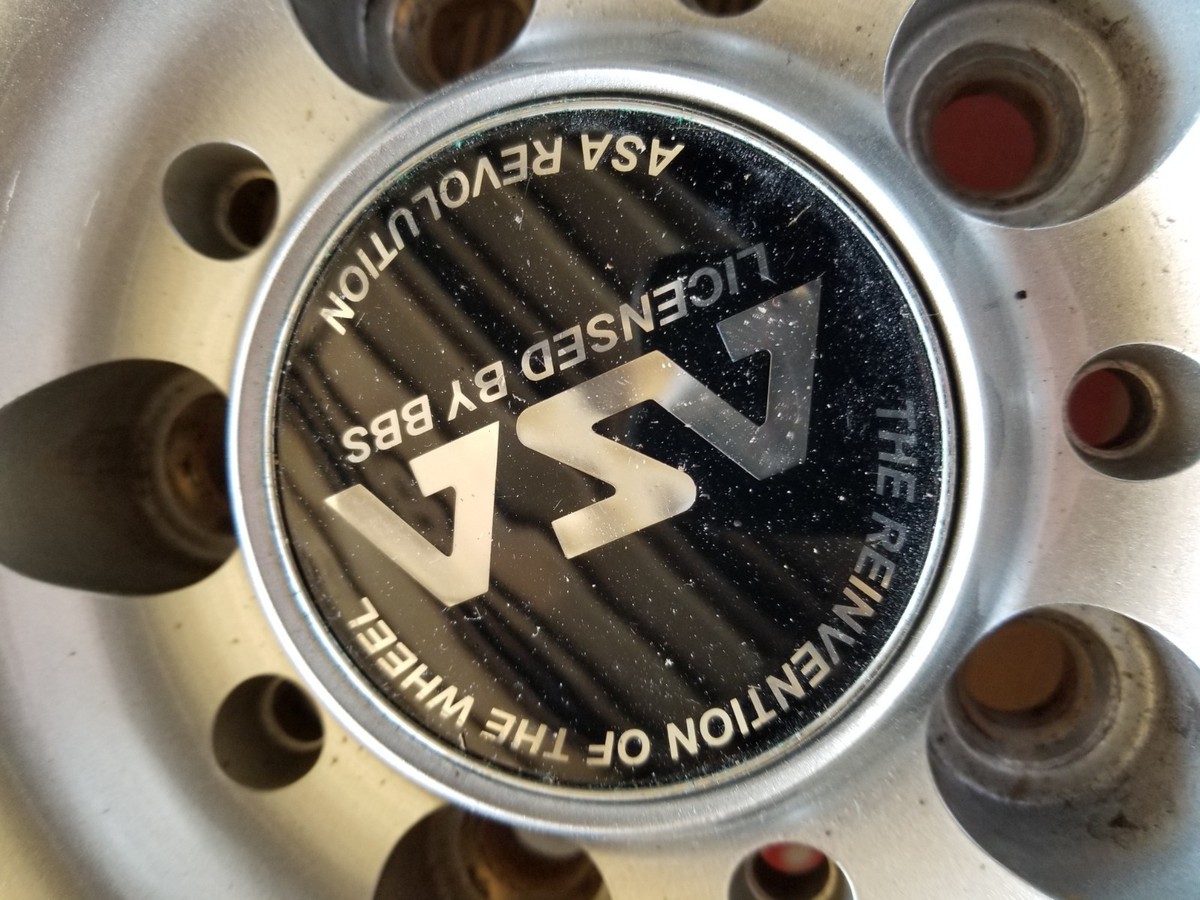 THE REINVENTION OF THE WHEEL
ASA
LICENSED BY BBS
ASA REVOLUTION